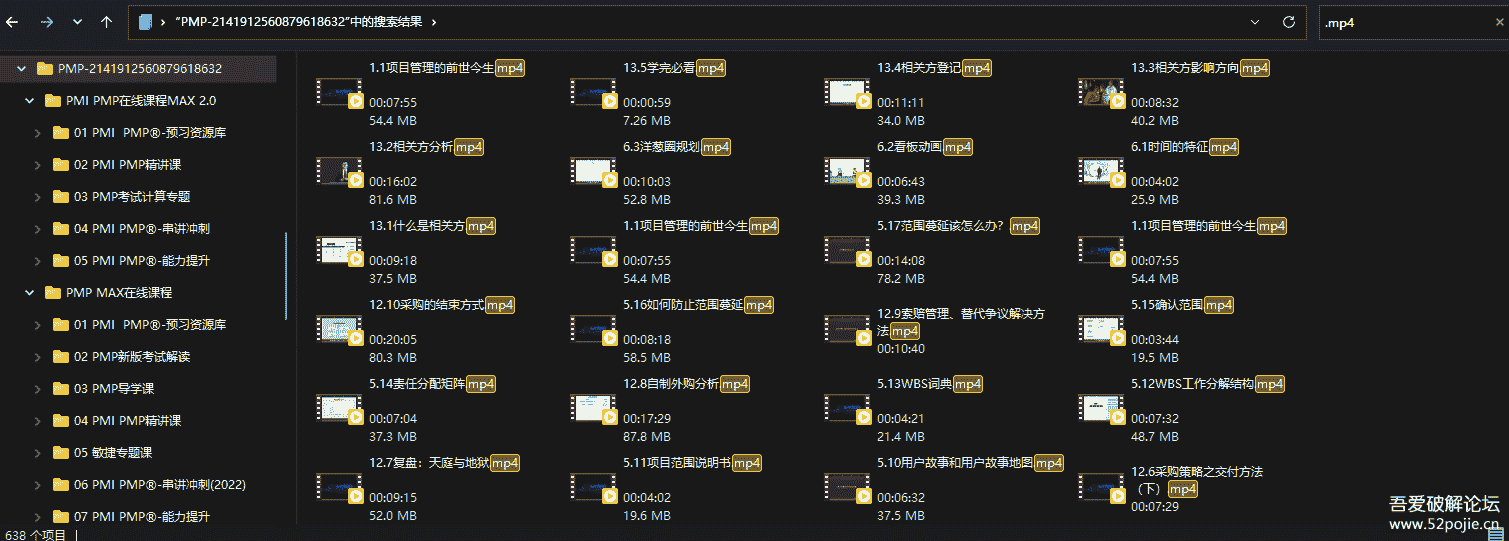 “PMP-2141912560879618632”中的搜索结果
.mp4
PMP-2141912560879618632
PMI PMP在线课程MAX 2.0
01 PMI PMP®-预习资源库
02 PMI PMP精讲课
03 PMP考试计算专题
04 PMI PMP®-串讲冲刺
05 PMI PMP®-能力提升
PMP MAX在线课程
01 PMI PMP®-预习资源库
02 PMP新版考试解读
03 PMP导学课
04 PMI PMP精讲课
05 敏捷专题课
06 PMI PMP®-串讲冲刺(2022)
07 PMI PMP®-能力提升
638 个项目
1.1项目管理的前世今生mp4
00:07:55
54.4 MB
13.5学完必看mp4
00:00:59
7.26 MB
13.4相关方登记mp4
00:11:11
34.0 MB
13.3相关方影响方向mp4
00:08:32
40.2 MB
13.2相关方分析mp4
00:16:02
81.6 MB
6.3洋葱圈规划mp4
00:10:03
52.8 MB
6.2看板动画mp4
00:06:43
39.3 MB
6.1时间的特征mp4
00:04:02
25.9 MB
13.1什么是相关方mp4
00:09:18
37.5 MB
1.1项目管理的前世今生mp4
00:07:55
54.4 MB
5.17范围蔓延该怎么办？mp4
00:14:08
78.2 MB
1.1项目管理的前世今生mp4
00:07:55
54.4 MB
12.10采购的结束方式mp4
00:20:05
80.3 MB
5.16如何防止范围蔓延mp4
00:08:18
58.5 MB
12.9索赔管理、替代争议解决方
法mp4
00:10:40
5.15确认范围mp4
00:03:44
19.5 MB
5.14责任分配矩阵mp4
00:07:04
37.3 MB
12.8自制外购分析mp4
00:17:29
87.8 MB
5.13WBS词典mp4
00:04:21
21.4 MB
5.12WBS工作分解结构mp4
00:07:32
48.7 MB
12.7复盘：天庭与地狱mp4
00:09:15
52.0 MB
5.11项目范围说明书mp4
00:04:02
19.6 MB
5.10用户故事和用户故事地图mp4
00:06:32
37.5 MB
12.6采购策略之交付方法
（下）mp4
00:07:29
吾爱破解论坛
www.52pojie.cn